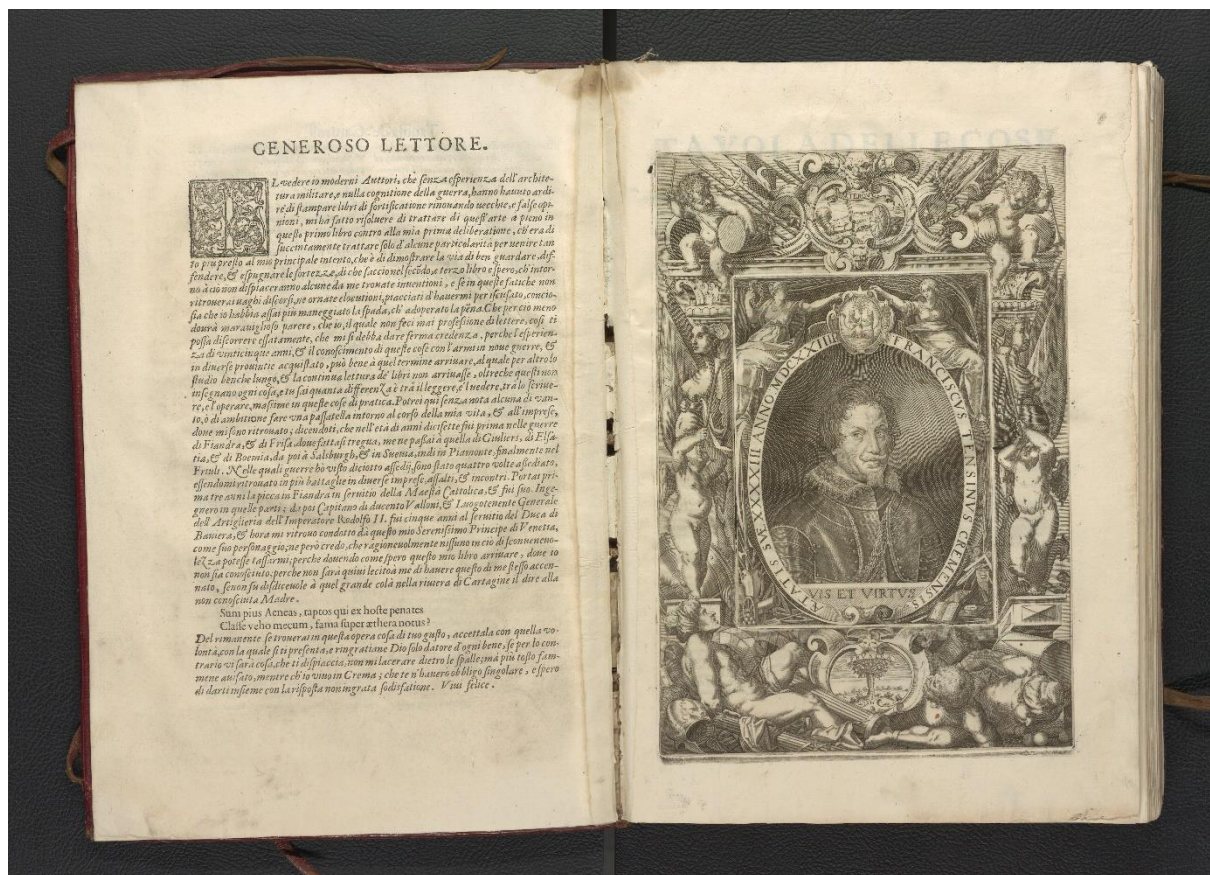 GENEROSO LETTORE.
IL vedere io moderni Auttori, che senza esperienza dell'archite-
tura militare, e nulla cognitione della guerra, hanno hauuto ardi-
re di stampare libri di fortificatione rinouando vecchie, e false opi-
nioni, mi ha fatto risoluere di trattare di quest'arte à pieno in
questo primo libro contro alla mia prima deliberatione, ch'era di
succintamente trattare solo d'alcune particolarità per venire tan
to più presto al mio principale intento, che è di dimostrare la via di ben guardare, dif-
fendere, & espugnare le fortezze, di che faccio nel secōdo, e terzo libro e spero, ch'intor-
no à ciò non dispiaceranno alcune da me trouate inuentioni, e se in queste fatiche non
ritrouerai vaghi discorsi, ne ornate elocutioni, piacciati d'hauermi per iscusato, concio-
sia che io habbia assai più maneggiato la spada, ch' adoperato la pēna. Che perciò meno
dourà marauiglioso parere, che io, il quale non feci mai professione di lettere, così ti
possa discorrere essatamente, che mi si debba dare ferma credenza, perche l'esperien-
za di vinticinque anni, & il conoscimento di queste cose con l'armi in noue guerre, &
in diuerse prouintie acquistato, può bene à quel termine arriuare, al quale per altro lo
studio benche lungo, & la continua lettura de' libri non arriuasse. oltreche questi non
insegnano ogni cosa, e tu sai quanta differenza è trà il leggere, e'l vedere, trà lo scriue-
re, e l'operare, massime in queste cose di pratica. Potrei qui senza nota alcuna di van-
to, ò di ambitione fare vna passatella intorno al corso della mia vita, & all'imprese,
doue mi sono ritrouato; dicendoti, che nell'età di anni dicisette fui prima nelle guerre
di Fiandra, & di Frisa, doue fattasi tregua, me ne passai à quella di Giulieri, di Elsa-
tia, & di Boemia, da poi à Salsburgh, & in Sueuia, indi in Piamonte, finalmente nel
Friuli. Nelle quali guerre hò visto diciotto assedij, sono stato quattro volte assediato,
essendomi ritrouato in più battaglie in diuerse imprese, assalti, & incontri. Portai pri-
ma tre anni la picca in Fiandra in seruitio della Maestà Cattolica, & fui suo Inge-
gnero in quelle parti; di poi Capitano di ducento Valloni, & Luogotenente Generale
dell'Artiglieria dell'Imperatore Rodolfo II. fui cinque anni al seruitio del Duca di
Bauiera, & hora mi ritrouo condotto dà questo mio Serenissimo Principe di Venetia,
come suo personaggio; ne però credo, che ragioneuolmente nissuno in ciò di sconueneuo-
lezza potesse tassarmi; perche douendo come spero questo mio libro arriuare, doue io
non sia conosciuto; perche non sarà quiui lecito à me di hauere questo di me stesso accen-
nato, se non fù disdiceuole à quel grande colà nella riuiera di Cartagine il dire alla
non conosciuta Madre.
Sum pius Aeneas, raptos qui ex hoste penates
Classe veho mecum, fama super æthera notus?
Del rimanente se trouerai in questa opera cosa di tuo gusto, accettala con quella vo-
lontà, con la quale si ti presenta, e ringratiane Dio solo datore d'ogni bene, se per lo con-
trario vi sarà cosa, che ti dispiaccia, non mi lacerare dietro le spalle; mà più tosto fam-
mene auisato, mentre ch'io viuo in Crema; che te n'hauerò obbligo singolare, e spero
di darti insieme con la risposta non ingrata sodisfatione. Viui felice.
TAVOLA DELLE COSE
FRANCISCVS TENSINVS CREMENSIS
ÆTATIS SVÆ XXXXIII ANNO MDCXXIIII
VIS ET VIRTVS